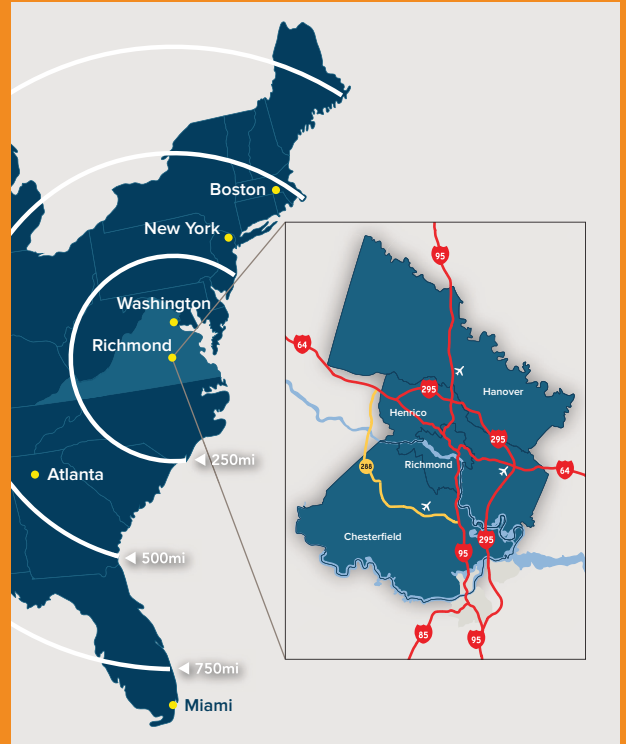 Boston
New York
Washington
Richmond
250mi
Atlanta
500mi
750mi
Miami
95
64
295
Hanover
Henrico
295
Richmond
288
64
Chesterfield
295
95
85
95